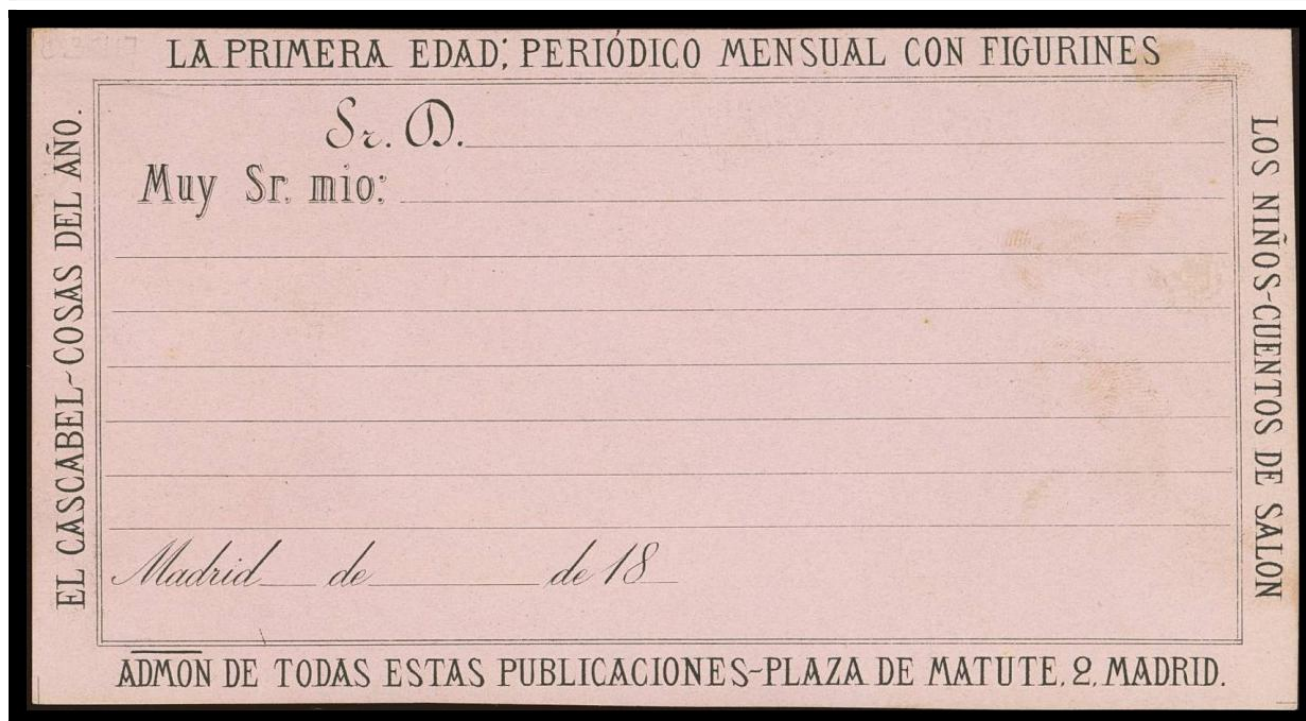 LA PRIMERA EDAD; PERIÓDICO MENSUAL CON FIGURINES
EL CASCABEL-COSAS DEL AÑO.
Sr. D.
Muy Sr. mio:
Madrid de de 18
LOS NIÑOS-CUENTOS DE SALON
ADMON DE TODAS ESTAS PUBLICACIONES-PLAZA DE MATUTE, 2, MADRID.